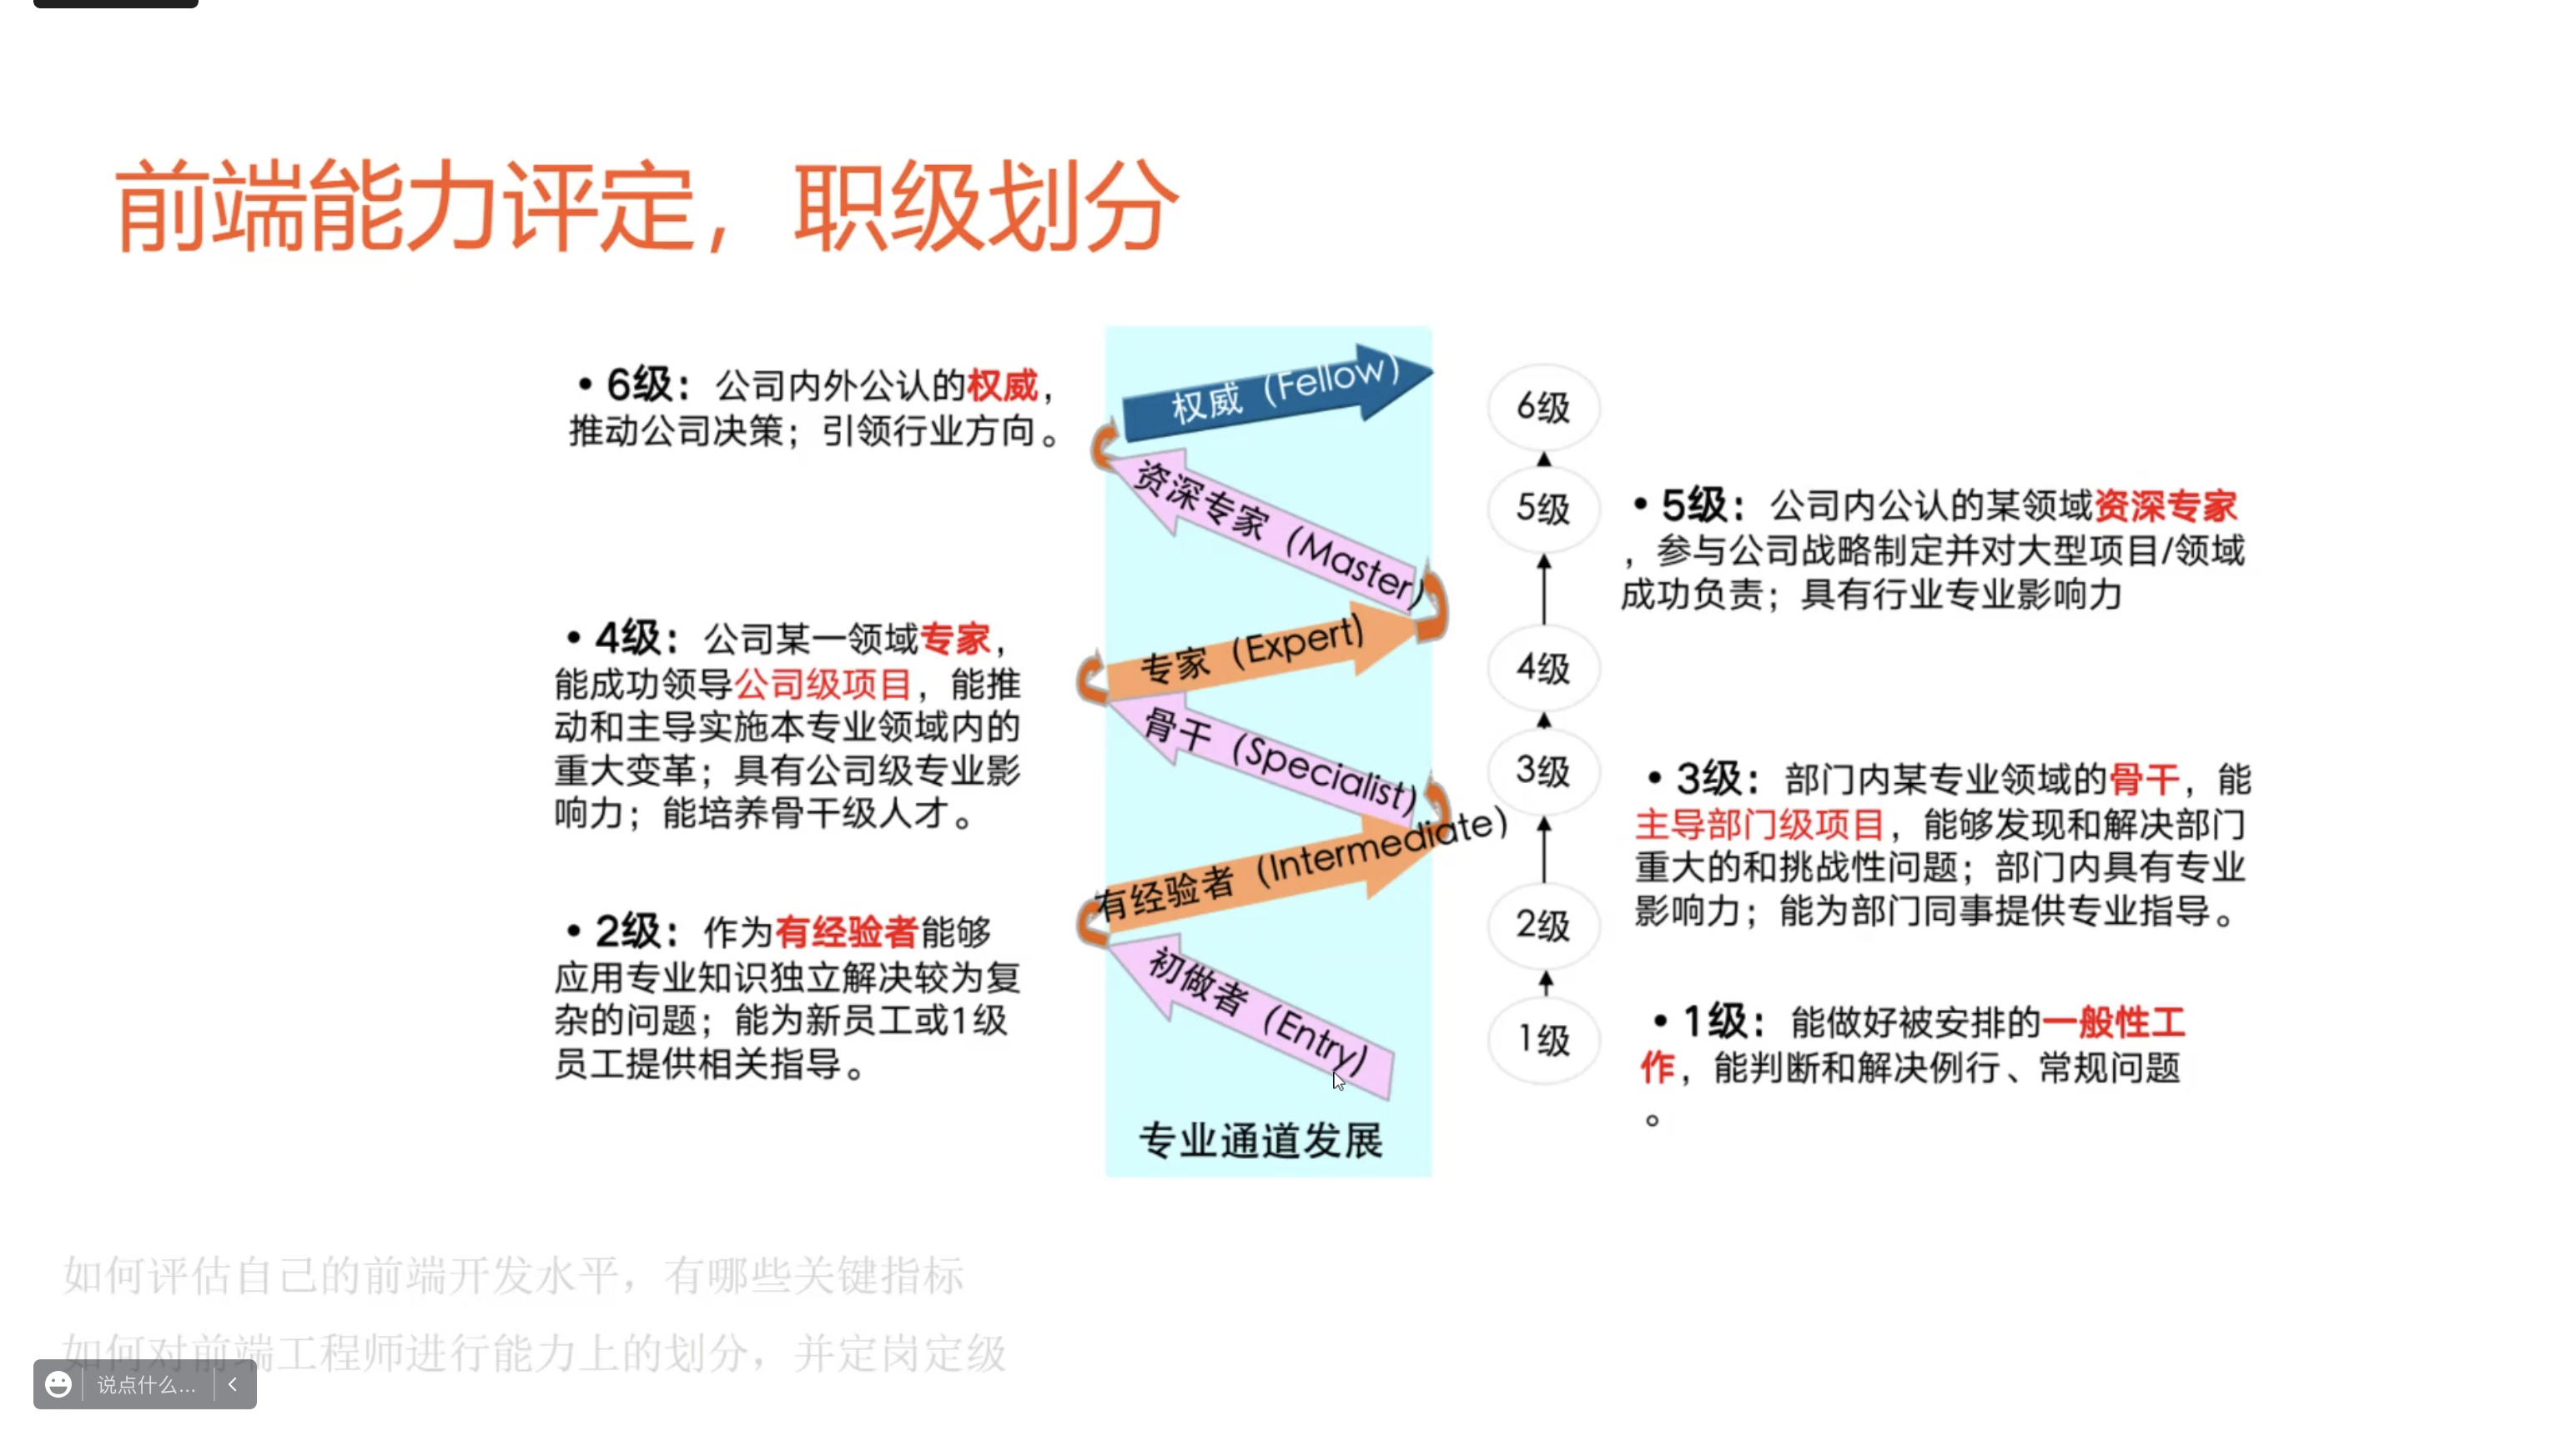 前端能力评定，职级划分
• 6级：公司内外公认的权威，
推动公司决策；引领行业方向。
• 4级：公司某一领域专家，
能成功领导公司级项目，能推
动和主导实施本专业领域内的
重大变革；具有公司级专业影
响力；能培养骨干级人才。
• 2级：作为有经验者能够
应用专业知识独立解决较为复
杂的问题；能为新员工或1级
员工提供相关指导。
权威（Fellow）
资深专家（Master）
专家（Expert）
骨干（Specialist）
有经验者（Intermediate）
初做者（Entry）
专业通道发展
6级
5级
4级
3级
2级
1级
• 5级：公司内公认的某领域资深专家
，参与公司战略制定并对大型项目/领域
成功负责；具有行业专业影响力
• 3级：部门内某专业领域的骨干，能
主导部门级项目，能够发现和解决部门
重大的和挑战性问题；部门内具有专业
影响力；能为部门同事提供专业指导。
• 1级：能做好被安排的一般性工
作，能判断和解决例行、常规问题
。
如何评估自己的前端开发水平，有哪些关键指标
如何对前端工程师进行能力上的划分，并定岗定级
说点什么...